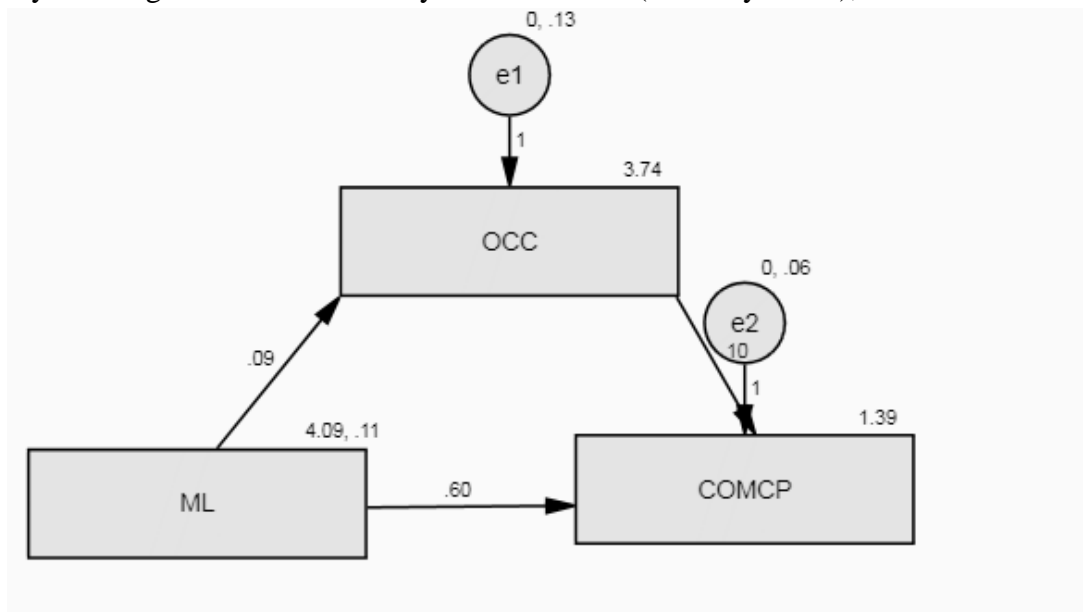 0, .13
e1
1
3.74
OCC
0, .06
e2
10
1
.09
4.09, .11
1.39
ML
.60
COMCP